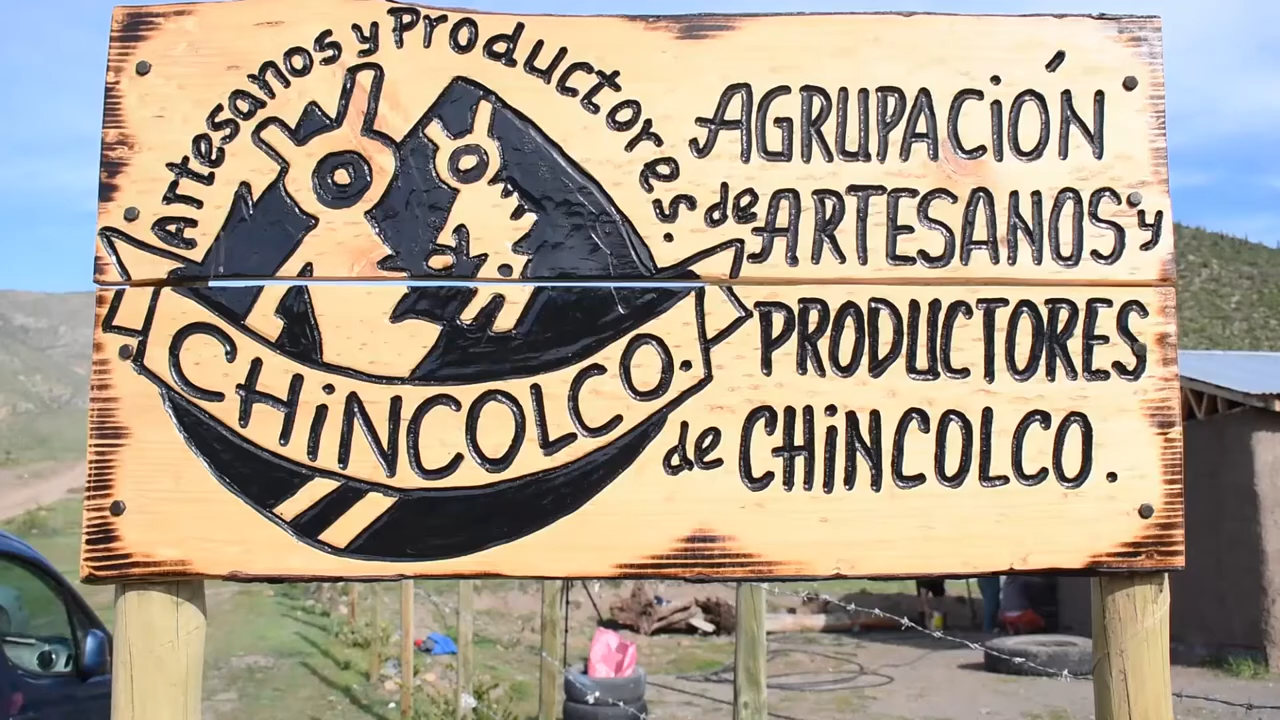 Artesanos y Productores.
CHiNCOLCO.
AGRUPACiÓN
de ARTESANOS y
PRODUCTORES
de CHiNCOLCO.